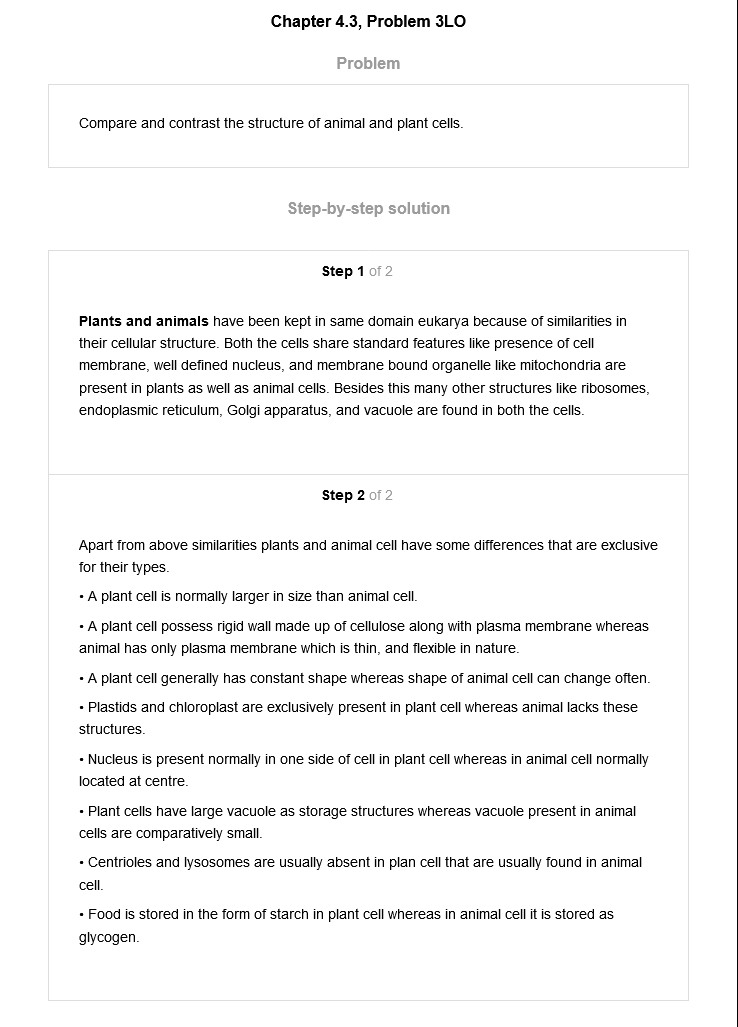 Chapter 4.3, Problem 3LO
Problem
Compare and contrast the structure of animal and plant cells.
Step-by-step solution
Step 1 of 2
Plants and animals have been kept in same domain eukarya because of similarities in
their cellular structure. Both the cells share standard features like presence of cell
membrane, well defined nucleus, and membrane bound organelle like mitochondria are
present in plants as well as animal cells. Besides this many other structures like ribosomes,
endoplasmic reticulum, Golgi apparatus, and vacuole are found in both the cells.
Step 2 of 2
Apart from above similarities plants and animal cell have some differences that are exclusive
for their types.
• A plant cell is normally larger in size than animal cell.
• A plant cell possess rigid wall made up of cellulose along with plasma membrane whereas
animal has only plasma membrane which is thin, and flexible in nature.
• A plant cell generally has constant shape whereas shape of animal cell can change often.
• Plastids and chloroplast are exclusively present in plant cell whereas animal lacks these
structures.
• Nucleus is present normally in one side of cell in plant cell whereas in animal cell normally
located at centre.
• Plant cells have large vacuole as storage structures whereas vacuole present in animal
cells are comparatively small.
• Centrioles and lysosomes are usually absent in plan cell that are usually found in animal
cell.
• Food is stored in the form of starch in plant cell whereas in animal cell it is stored as
glycogen.